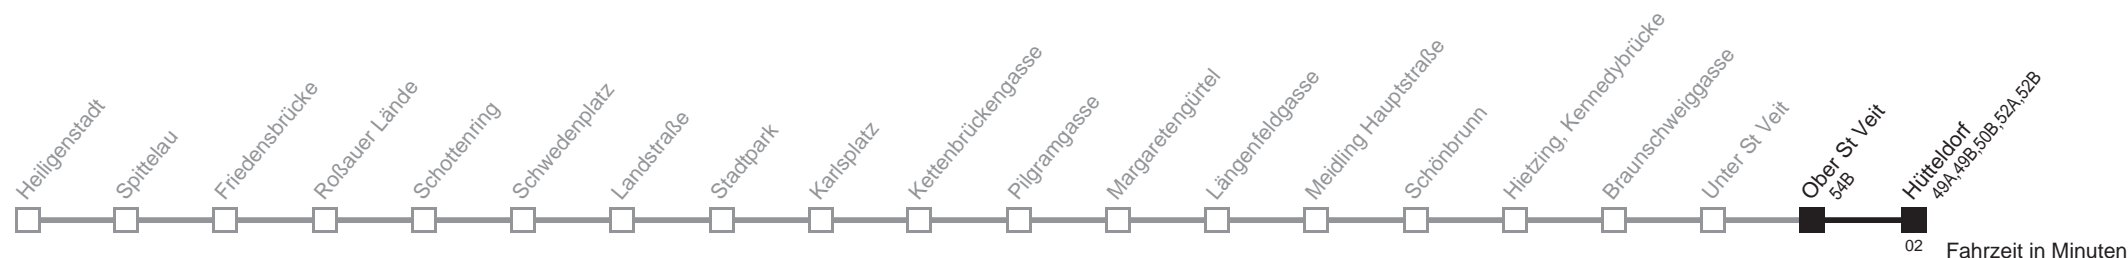 Heiligenstadt
Spittelau
Friedensbrücke
Roßauer Lände
Schottenring
Schwedenplatz
Landstraße
Stadtpark
Karlsplatz
Kettenbrückengasse
Pilgramgasse
Margaretengürtel
Längenfeldgasse
Meidling Hauptstraße
Schönbrunn
Hietzing, Kennedybrücke
Braunschweiggasse
Unter St Veit
Ober St Veit
54B
Hütteldorf
49A,49B,50B,52A,52B
02
Fahrzeit in Minuten